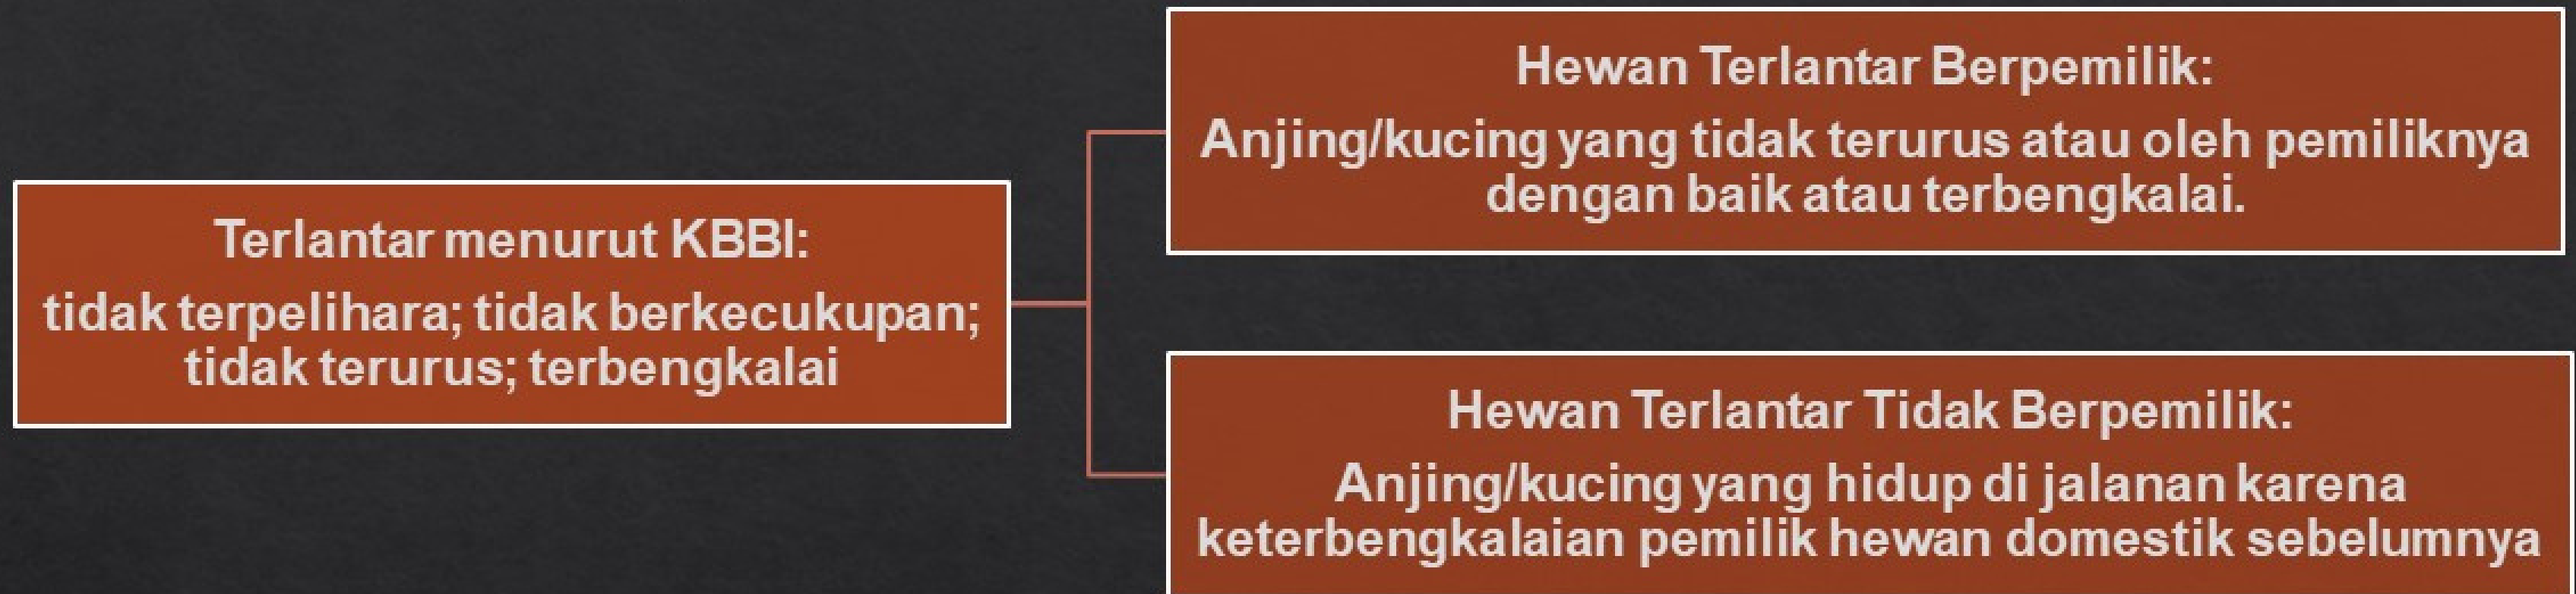 Terlantar menurut KBBI:
tidak terpelihara; tidak berkecukupan;
tidak terurus; terbengkalai
Hewan Terlantar Berpemilik:
Anjing/kucing yang tidak terurus atau oleh pemiliknya
dengan baik atau terbengkalai.
Hewan Terlantar Tidak Berpemilik:
Anjing/kucing yang hidup di jalanan karena
keterbengkalaian pemilik hewan domestik sebelumnya